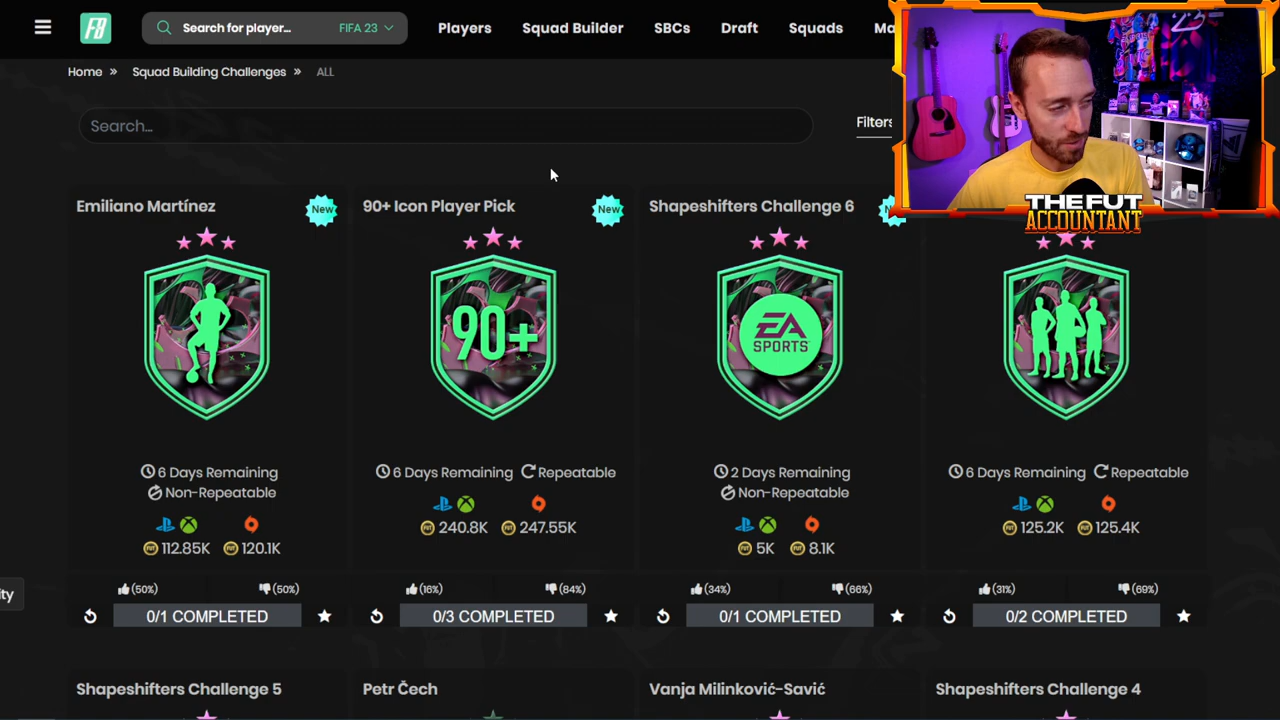 FB
Search for player...
FIFA 23
Players
Squad Builder
SBCs
Draft
Squads
Ma
Home » Squad Building Challenges » ALL
Search...
Filters
THE FUT
ACCOUNTANT
Emiliano Martínez
New
90+ Icon Player Pick
New
Shapeshifters Challenge 6
90+
EA
SPORTS
6 Days Remaining
Non-Repeatable
112.85K
120.1K
6 Days Remaining
Repeatable
240.8K
247.55K
2 Days Remaining
Non-Repeatable
5K
8.1K
6 Days Remaining
Repeatable
125.2K
125.4K
ty
(50%)
(50%)
0/1 COMPLETED
(16%)
(84%)
0/3 COMPLETED
(34%)
(66%)
0/1 COMPLETED
(31%)
(69%)
0/2 COMPLETED
Shapeshifters Challenge 5
Petr Čech
Vanja Milinković-Savić
Shapeshifters Challenge 4